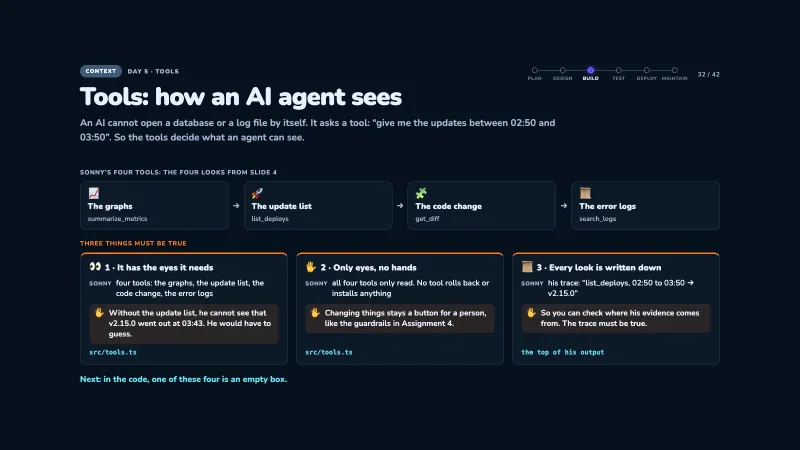 CONTEXT DAY 5 · TOOLS
PLAN DESIGN BUILD TEST DEPLOY MAINTAIN
32 / 42
Tools: how an AI agent sees
An AI cannot open a database or a log file by itself. It asks a tool: “give me the updates between 02:50 and
03:50”. So the tools decide what an agent can see.
SONNY'S FOUR TOOLS: THE FOUR LOOKS FROM SLIDE 4
The graphs
summarize_metrics
→
The update list
list_deploys
→
The code change
get_diff
→
The error logs
search_logs
THREE THINGS MUST BE TRUE
1 · It has the eyes it needs
SONNY four tools: the graphs, the update list, the
code change, the error logs
Without the update list, he cannot see that
v2.15.0 went out at 03:43. He would have to
guess.
src/tools.ts
2 · Only eyes, no hands
SONNY all four tools only read. No tool rolls back or
installs anything
Changing things stays a button for a person,
like the guardrails in Assignment 4.
src/tools.ts
3 · Every look is written down
SONNY his trace: “list_deploys, 02:50 to 03:50 →
v2.15.0”
So you can check where his evidence comes
from. The trace must be true.
the top of his output
Next: in the code, one of these four is an empty box.